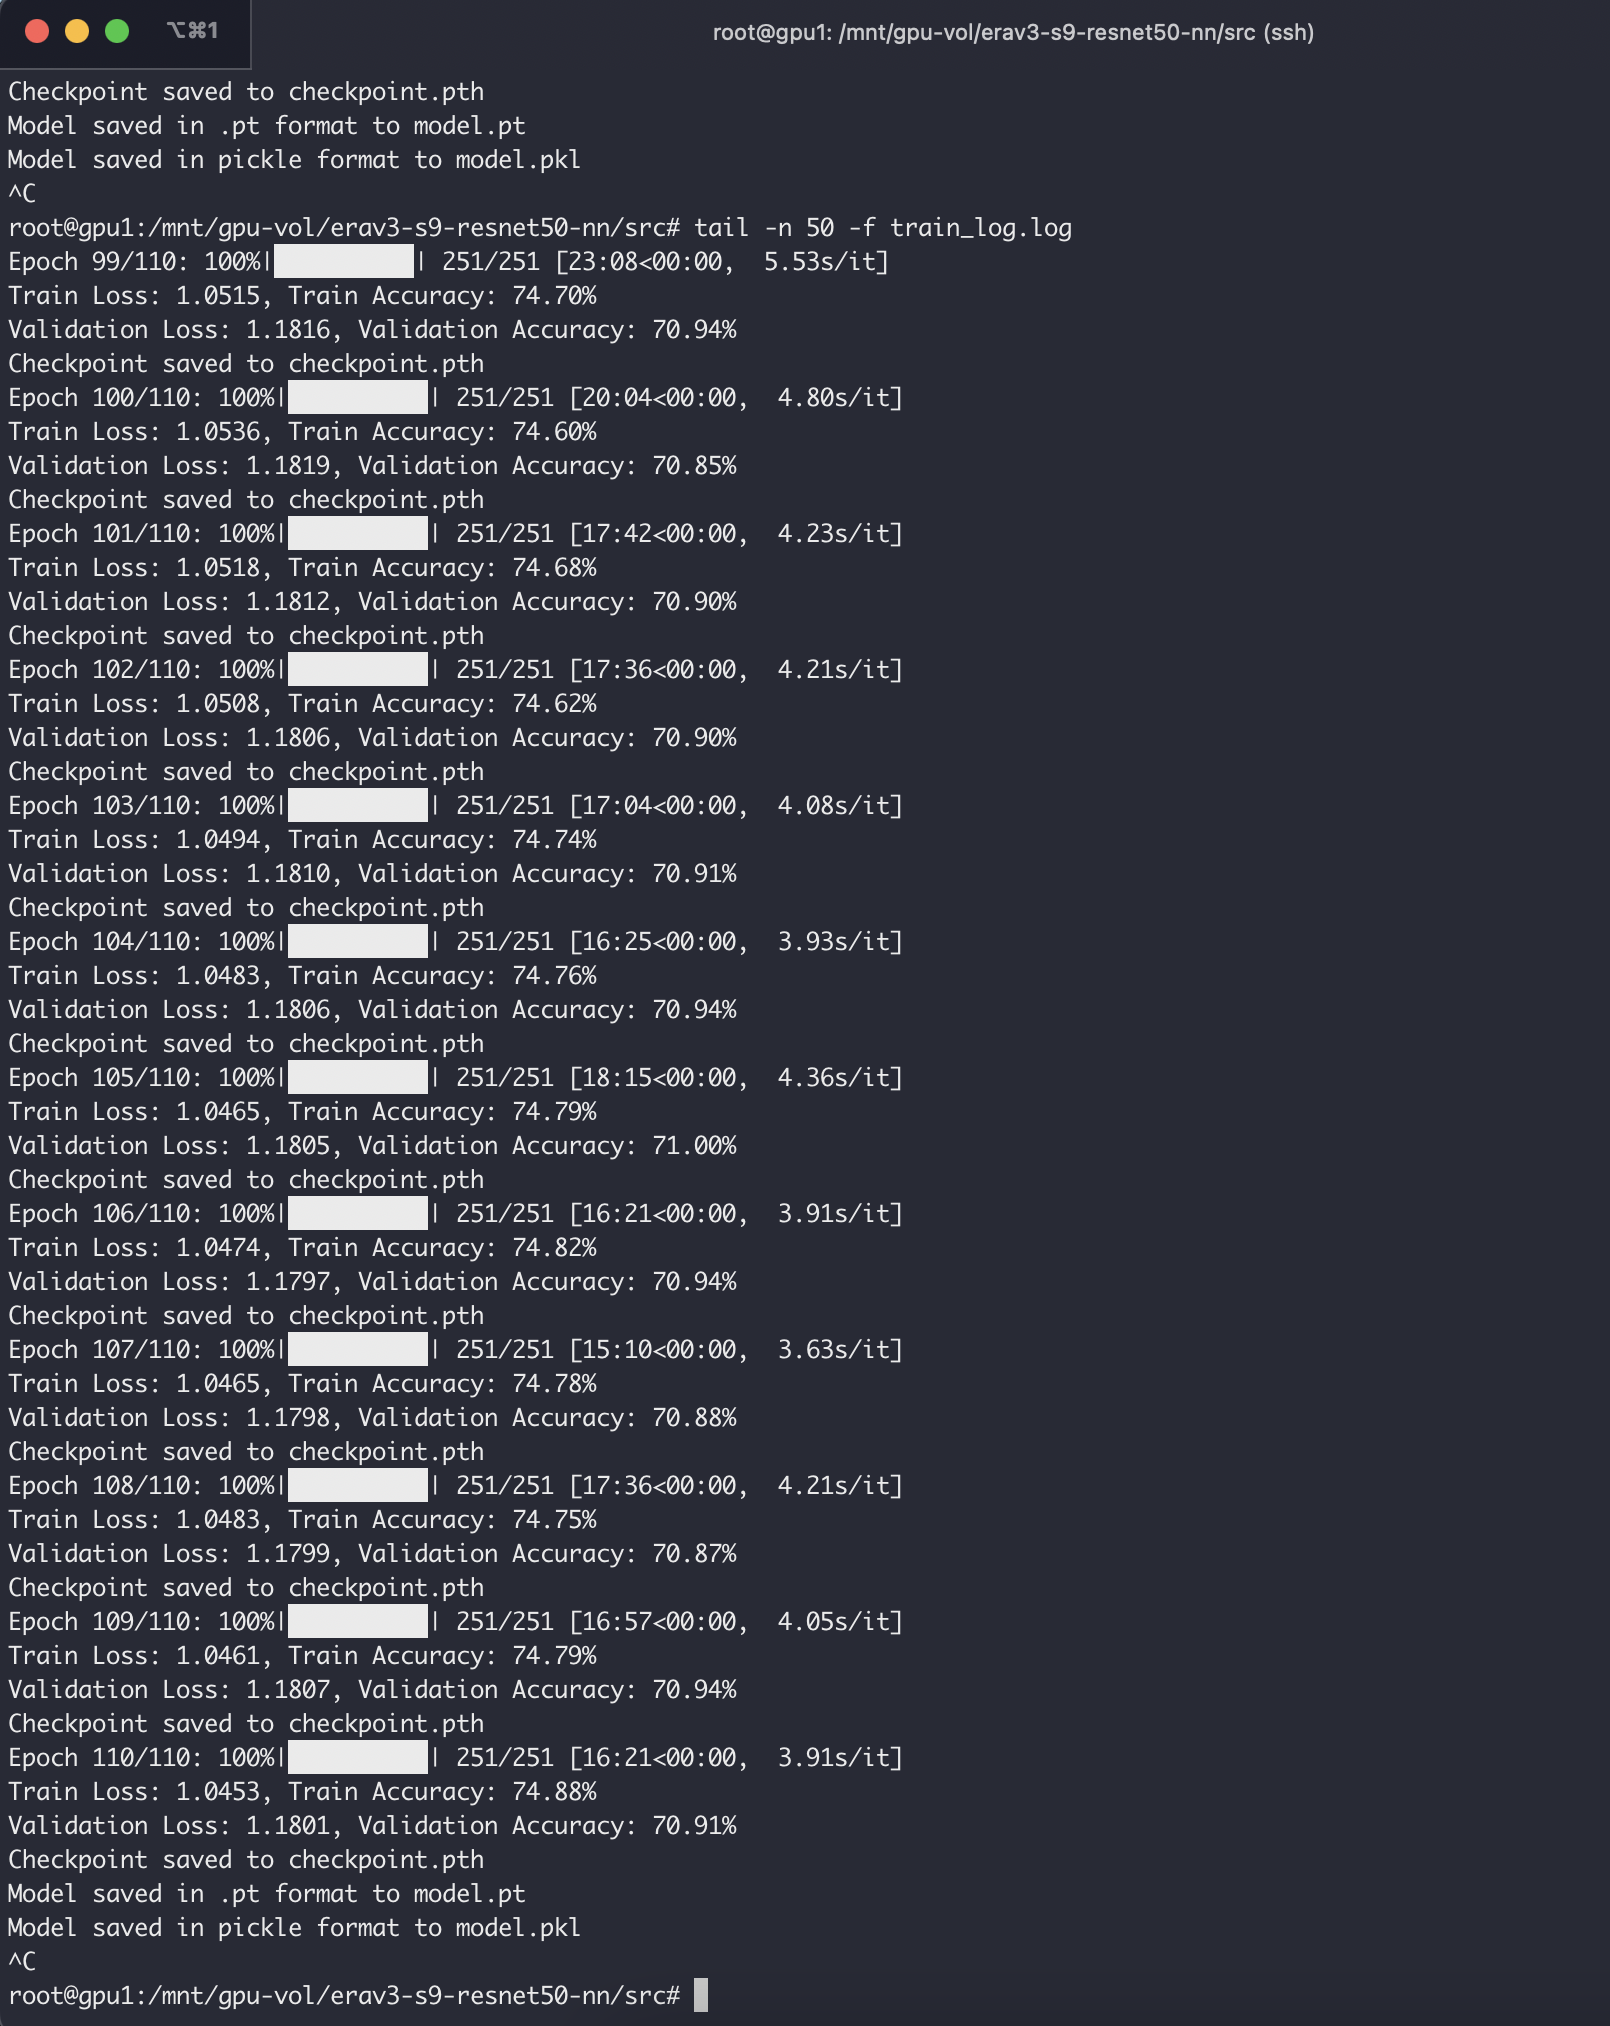 ⌥⌘1
root@gpu1: /mnt/gpu-vol/erav3-s9-resnet50-nn/src (ssh)
Checkpoint saved to checkpoint.pth
Model saved in .pt format to model.pt
Model saved in pickle format to model.pkl
^C
root@gpu1:/mnt/gpu-vol/erav3-s9-resnet50-nn/src# tail -n 50 -f train_log.log
Epoch 99/110: 100%|██████████| 251/251 [23:08<00:00,  5.53s/it]
Train Loss: 1.0515, Train Accuracy: 74.70%
Validation Loss: 1.1816, Validation Accuracy: 70.94%
Checkpoint saved to checkpoint.pth
Epoch 100/110: 100%|██████████| 251/251 [20:04<00:00,  4.80s/it]
Train Loss: 1.0536, Train Accuracy: 74.60%
Validation Loss: 1.1819, Validation Accuracy: 70.85%
Checkpoint saved to checkpoint.pth
Epoch 101/110: 100%|██████████| 251/251 [17:42<00:00,  4.23s/it]
Train Loss: 1.0518, Train Accuracy: 74.68%
Validation Loss: 1.1812, Validation Accuracy: 70.90%
Checkpoint saved to checkpoint.pth
Epoch 102/110: 100%|██████████| 251/251 [17:36<00:00,  4.21s/it]
Train Loss: 1.0508, Train Accuracy: 74.62%
Validation Loss: 1.1806, Validation Accuracy: 70.90%
Checkpoint saved to checkpoint.pth
Epoch 103/110: 100%|██████████| 251/251 [17:04<00:00,  4.08s/it]
Train Loss: 1.0494, Train Accuracy: 74.74%
Validation Loss: 1.1810, Validation Accuracy: 70.91%
Checkpoint saved to checkpoint.pth
Epoch 104/110: 100%|██████████| 251/251 [16:25<00:00,  3.93s/it]
Train Loss: 1.0483, Train Accuracy: 74.76%
Validation Loss: 1.1806, Validation Accuracy: 70.94%
Checkpoint saved to checkpoint.pth
Epoch 105/110: 100%|██████████| 251/251 [18:15<00:00,  4.36s/it]
Train Loss: 1.0465, Train Accuracy: 74.79%
Validation Loss: 1.1805, Validation Accuracy: 71.00%
Checkpoint saved to checkpoint.pth
Epoch 106/110: 100%|██████████| 251/251 [16:21<00:00,  3.91s/it]
Train Loss: 1.0474, Train Accuracy: 74.82%
Validation Loss: 1.1797, Validation Accuracy: 70.94%
Checkpoint saved to checkpoint.pth
Epoch 107/110: 100%|██████████| 251/251 [15:10<00:00,  3.63s/it]
Train Loss: 1.0465, Train Accuracy: 74.78%
Validation Loss: 1.1798, Validation Accuracy: 70.88%
Checkpoint saved to checkpoint.pth
Epoch 108/110: 100%|██████████| 251/251 [17:36<00:00,  4.21s/it]
Train Loss: 1.0483, Train Accuracy: 74.75%
Validation Loss: 1.1799, Validation Accuracy: 70.87%
Checkpoint saved to checkpoint.pth
Epoch 109/110: 100%|██████████| 251/251 [16:57<00:00,  4.05s/it]
Train Loss: 1.0461, Train Accuracy: 74.79%
Validation Loss: 1.1807, Validation Accuracy: 70.94%
Checkpoint saved to checkpoint.pth
Epoch 110/110: 100%|██████████| 251/251 [16:21<00:00,  3.91s/it]
Train Loss: 1.0453, Train Accuracy: 74.88%
Validation Loss: 1.1801, Validation Accuracy: 70.91%
Checkpoint saved to checkpoint.pth
Model saved in .pt format to model.pt
Model saved in pickle format to model.pkl
^C
root@gpu1:/mnt/gpu-vol/erav3-s9-resnet50-nn/src#